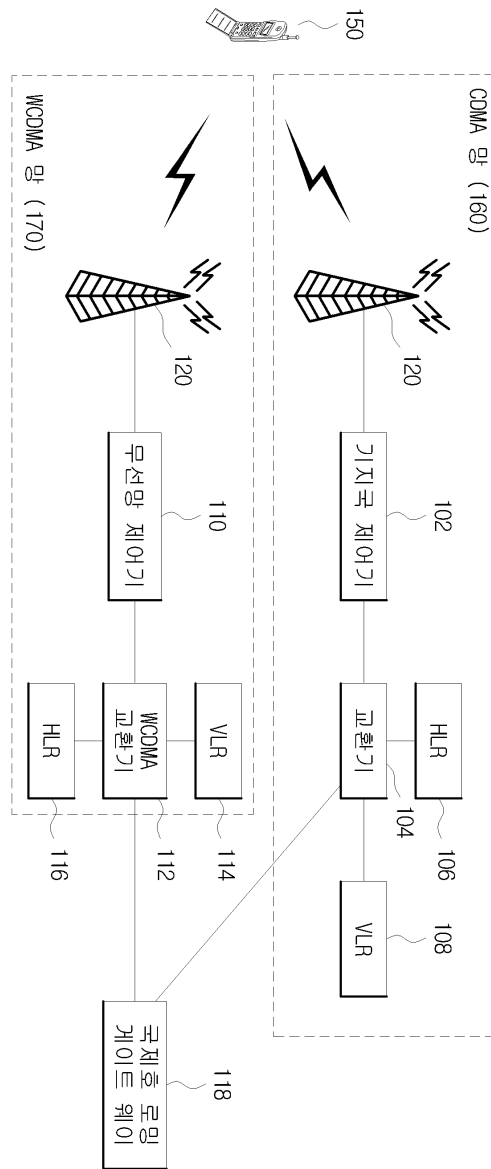 150
CDMA 망 (160)
120
기지국 제어기
102
교환기
104
HLR
106
VLR
108
WCDMA 망 (170)
120
무선망 제어기
110
WCDMA
교환기
112
VLR
114
HLR
116
국제호 로밍
게이트 웨이
118